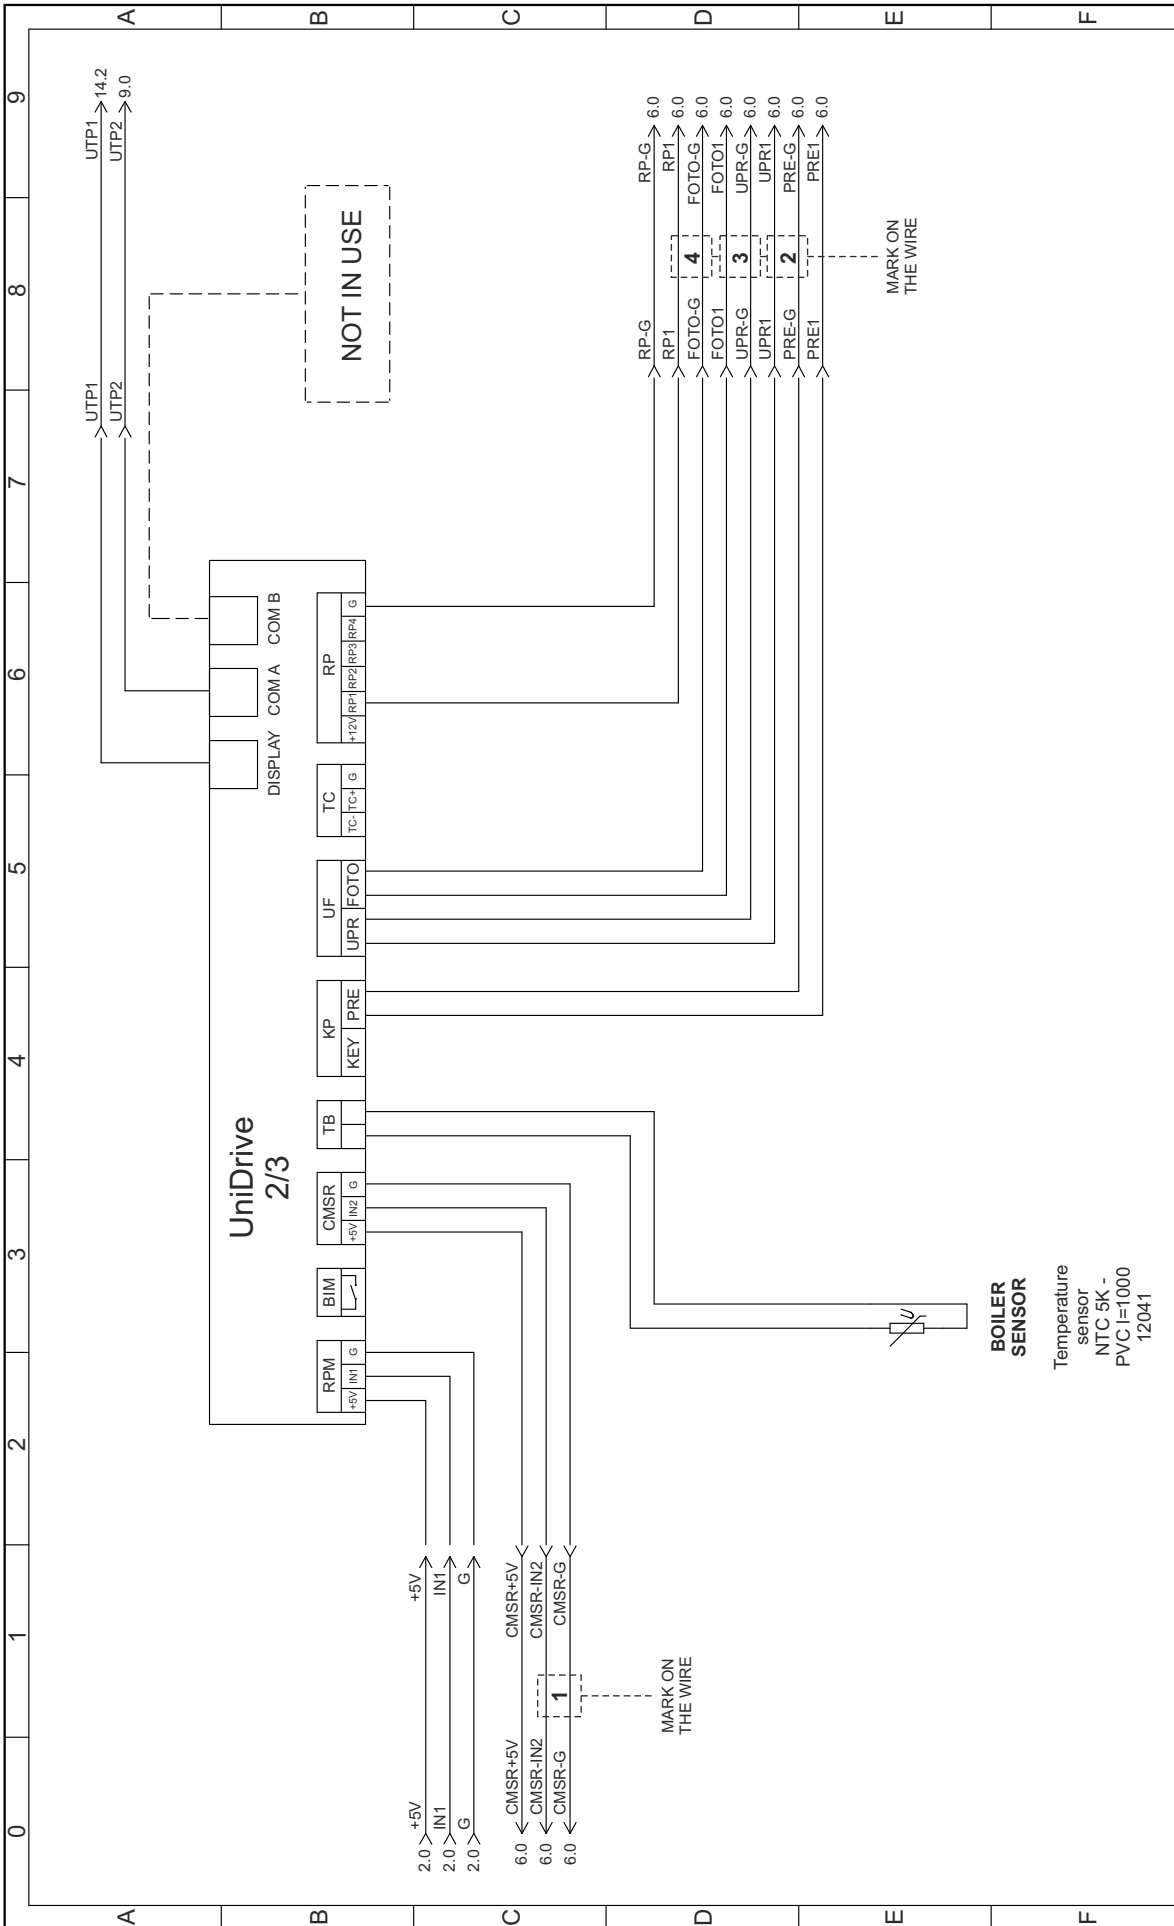 0 1 2 3 4 5 6 7 8 9
A A
B B
C C
D D
E E
F F
UTP1 UTP1 14.2
UTP2 UTP2 9.0
NOT IN USE
UniDrive
2/3
DISPLAY COM A COM B
RPM BIM CMSR TB KP UF TC RP
+5V IN1 G
+5V IN2 G
KEY PRE
UPR FOTO
TC- TC+ G
+12V RP1 RP2 RP3 RP4 G
2.0 +5V +5V
2.0 IN1 IN1
2.0 G G
6.0 CMSR+5V CMSR+5V
6.0 CMSR-IN2 CMSR-IN2
6.0 CMSR-G CMSR-G
1
MARK ON
THE WIRE
RP-G RP-G 6.0
RP1 RP1 6.0
FOTO-G FOTO-G 6.0
FOTO1 FOTO1 6.0
UPR-G UPR-G 6.0
UPR1 UPR1 6.0
PRE-G PRE-G 6.0
PRE1 PRE1 6.0
4
3
2
MARK ON
THE WIRE
U
BOILER
SENSOR
Temperature
sensor
NTC 5K -
PVC l=1000
12041